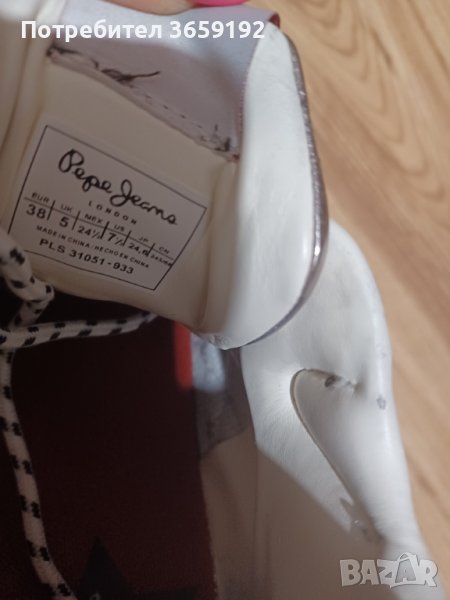 Потребител 3659192
Pepe Jeans
LONDON
EUR UK MEX US JP CN
38 5 24½ 7½ 24,5
MADE IN CHINA/HECHO EN CHINA
PLS 31051-933
BAZAR